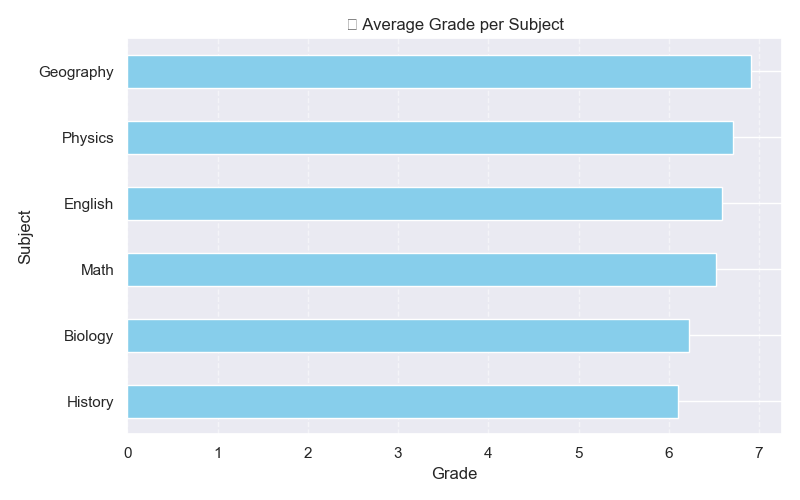 Average Grade per Subject
Geography
Physics
English
Math
Biology
History
Subject
0 1 2 3 4 5 6 7
Grade